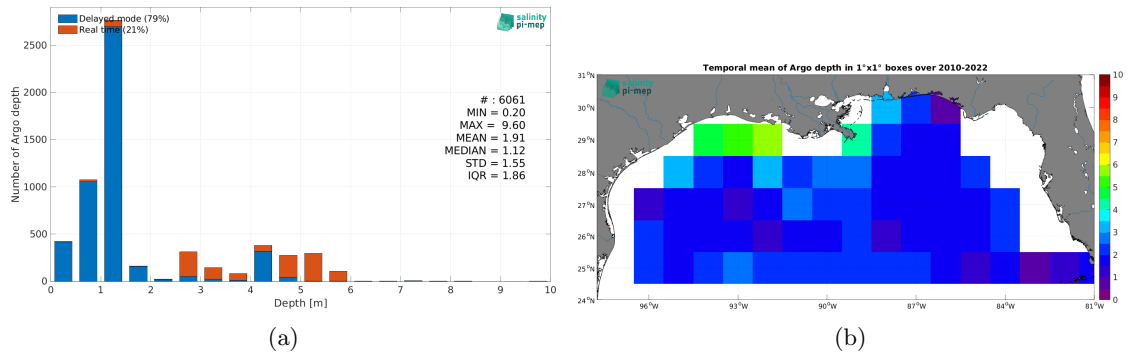 Delayed mode (79%)
Real time (21%)
salinity
pi-mep
2500
2000
1500
1000
500
0
Number of Argo depth
# : 6061
MIN = 0.20
MAX = 9.60
MEAN = 1.91
MEDIAN = 1.12
STD = 1.55
IQR = 1.86
0 1 2 3 4 5 6 7 8 9 10
Depth [m]
(a)
Temporal mean of Argo depth in 1°x1° boxes over 2010-2022
salinity
pi-mep
31°N
30°N
29°N
28°N
27°N
26°N
25°N
24°N
96°W 93°W 90°W 87°W 84°W 81°W
10
9
8
7
6
5
4
3
2
1
0
(b)